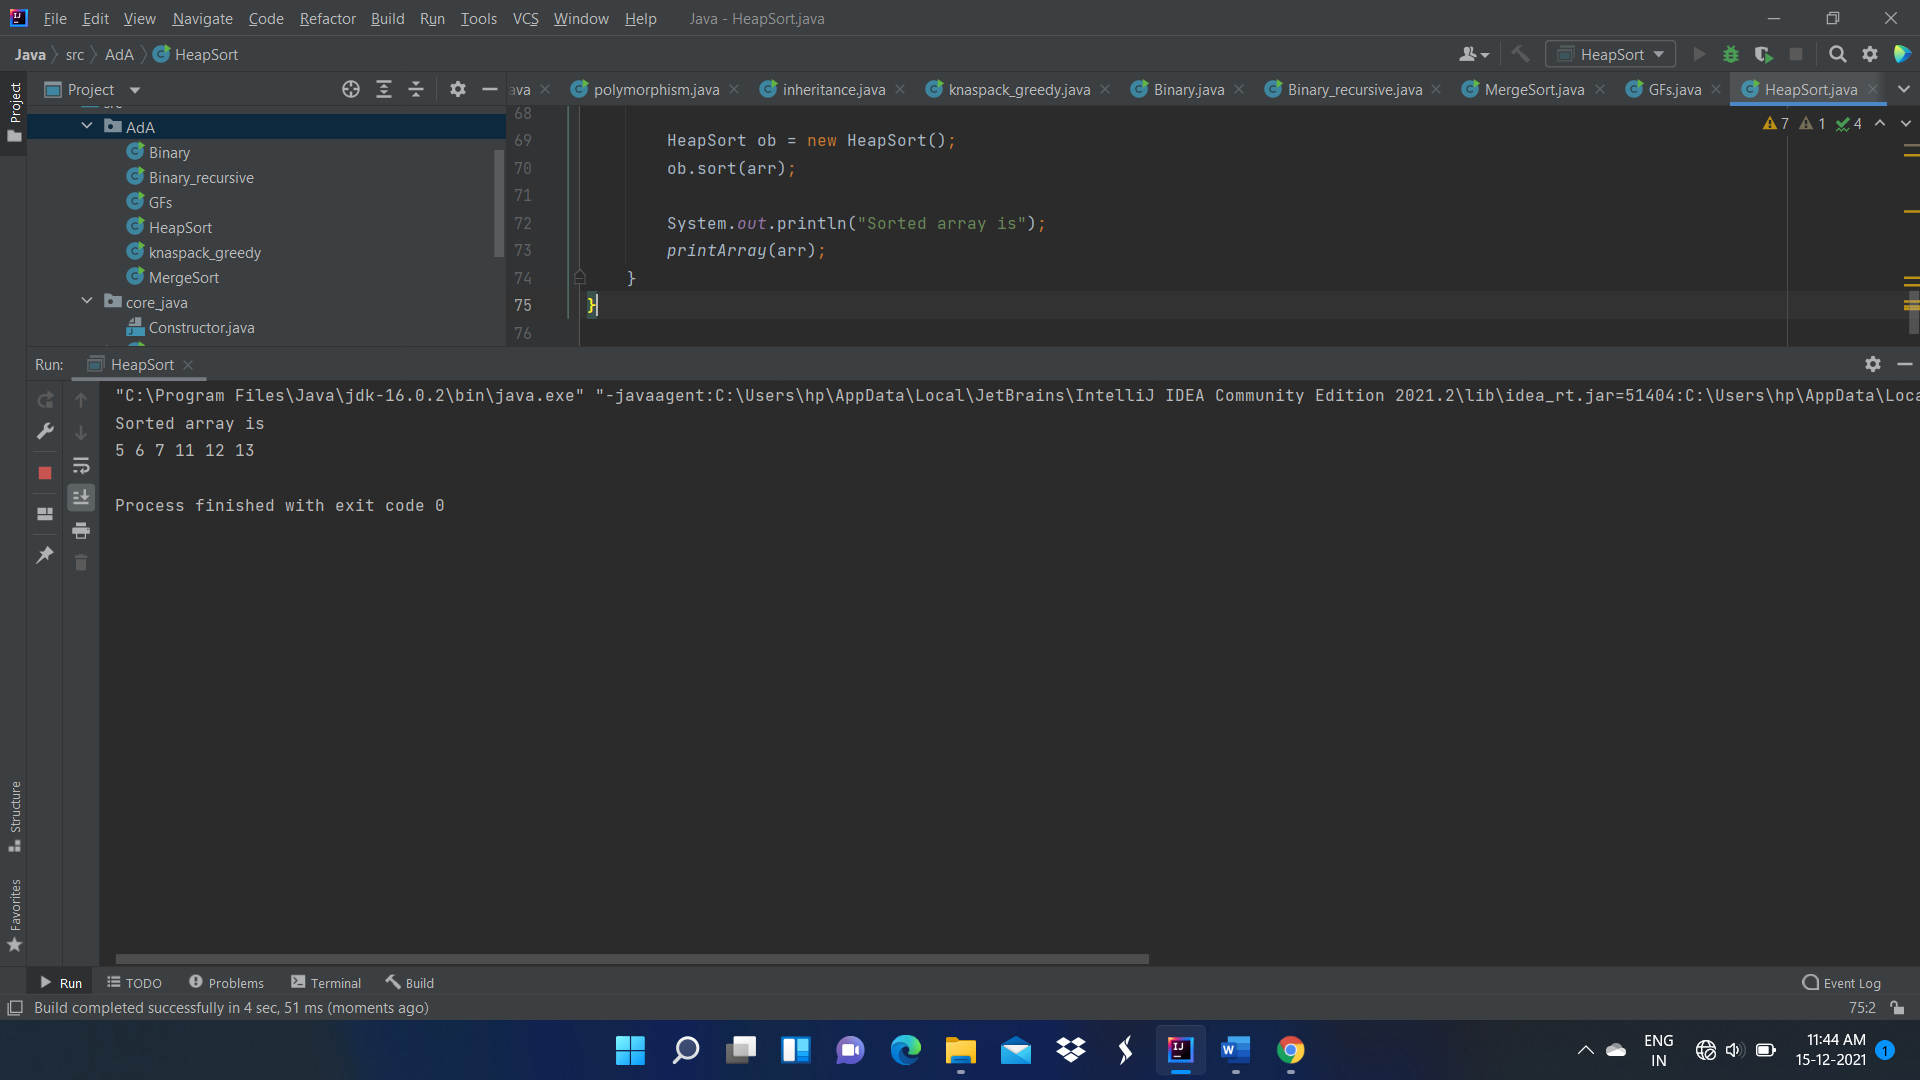 File Edit View Navigate Code Refactor Build Run Tools VCS Window Help Java - HeapSort.java
Java src AdA HeapSort HeapSort
Project
ava polymorphism.java inheritance.java knaspack_greedy.java Binary.java Binary_recursive.java MergeSort.java GFs.java HeapSort.java
Project
src
AdA
Binary
Binary_recursive
GFs
HeapSort
knaspack_greedy
MergeSort
core_java
Constructor.java
7 1 4
68
69 HeapSort ob = new HeapSort();
70 ob.sort(arr);
71
72 System.out.println("Sorted array is");
73 printArray(arr);
74 }
75 }
76
Run: HeapSort
"C:\Program Files\Java\jdk-16.0.2\bin\java.exe" "-javaagent:C:\Users\hp\AppData\Local\JetBrains\IntelliJ IDEA Community Edition 2021.2\lib\idea_rt.jar=51404:C:\Users\hp\AppData\Loca
Sorted array is
5 6 7 11 12 13
Process finished with exit code 0
Structure
Favorites
Run TODO Problems Terminal Build Event Log
Build completed successfully in 4 sec, 51 ms (moments ago) 75:2
ENG
IN
11:44 AM
15-12-2021
1